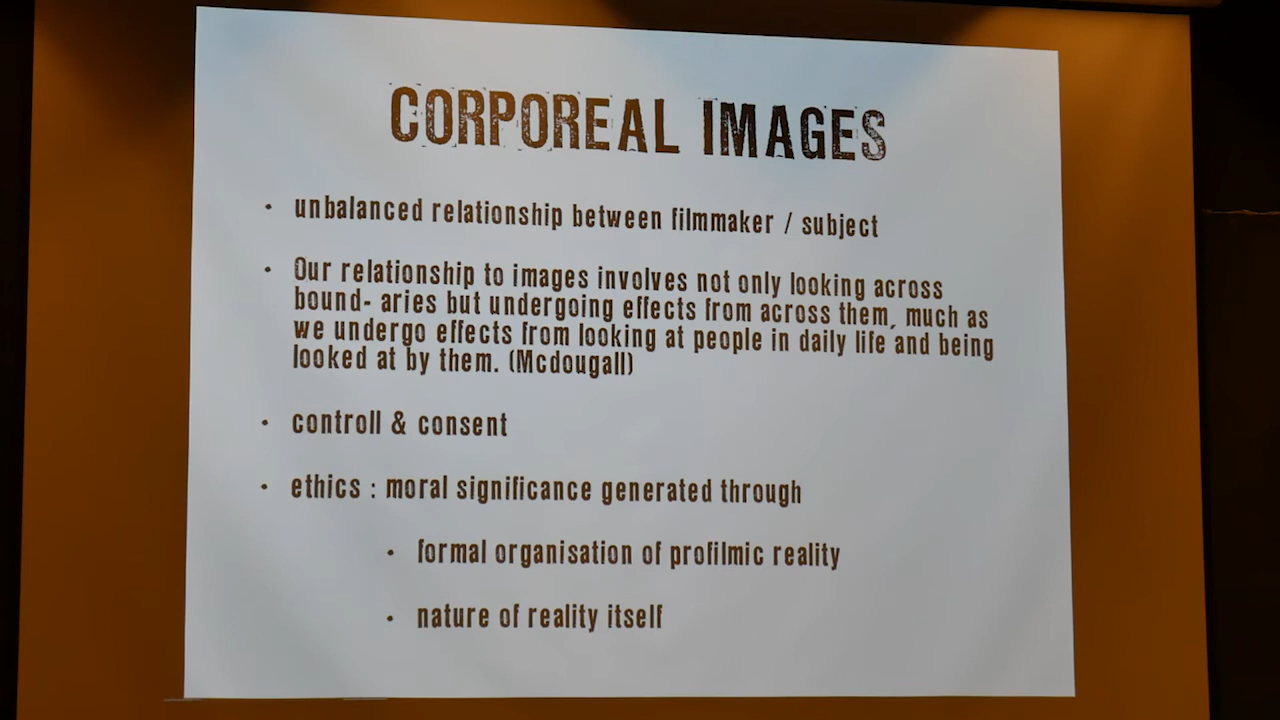 CORPOREAL IMAGES
• unbalanced relationship between filmmaker / subject
• Our relationship to images involves not only looking across
bound- aries but undergoing effects from across them, much as
we undergo effects from looking at people in daily life and being
looked at by them. (Mcdougall)
• controll & consent
• ethics : moral significance generated through
• formal organisation of profilmic reality
• nature of reality itself